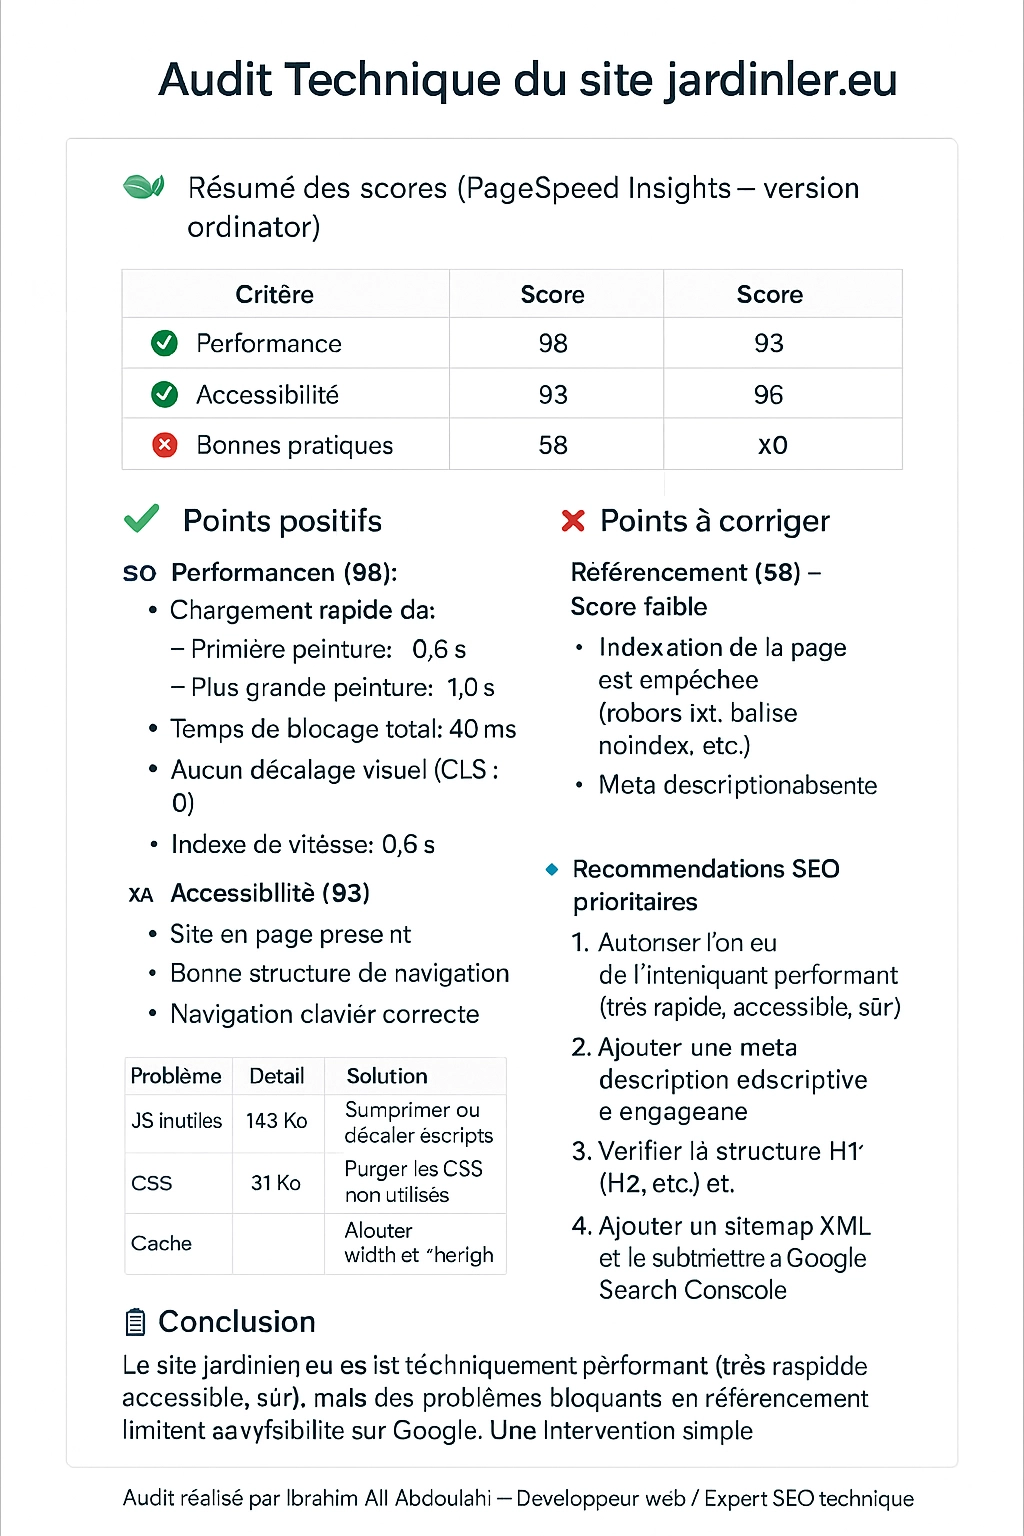 Audit Technique du site jardinler.eu
Résumé des scores (PageSpeed Insights – version
ordinator)
Critêre Score Score
Performance 98 93
Accessibilité 93 96
Bonnes pratiques 58 x0
Points positifs
SO Performancen (98):
• Chargement rapide da:
– Primière peinture: 0,6 s
– Plus grande peinture: 1,0 s
• Temps de blocage total: 40 ms
• Aucun décalage visuel (CLS :
0)
• Indexe de vitėsse: 0,6 s
XA Accessibllitè (93)
• Site en page prese nt
• Bonne structure de navigation
• Navigation claviér correcte
Problème Detail Solution
JS inutiles 143 Ko Sumprimer ou
décaler èscripts
CSS 31 Ko Purger les CSS
non utilisés
Cache Alouter
width et “herigh
Points à corriger
Référencement (58) –
Score faible
• Indexation de la page
est empéchee
(robors ixt. balise
noindex. etc.)
• Meta descriptionabsente
Recommendations SEO
prioritaires
1. Autorıser l’on eu
de l’inteniquant performant
(trės rapide, accessible, sūr)
2. Ajouter une meta
description edscriptive
e engageane
3. Verifier là structure H1′
(H2, etc.) et.
4. Ajouter un sitemap XML
et le subtmettre a Google
Search Conscole
Conclusion
Le site jardinieη eu es ist téchniquement pèrformant (très raspidde
accessible, súr). mals des problêmes bloquants en référencement
limitent aavyfsibilite sur Google. Une Intervention simple
Audit réalisé par Ibrahim All Abdoulahi – Developpeur web / Expert SEO technique